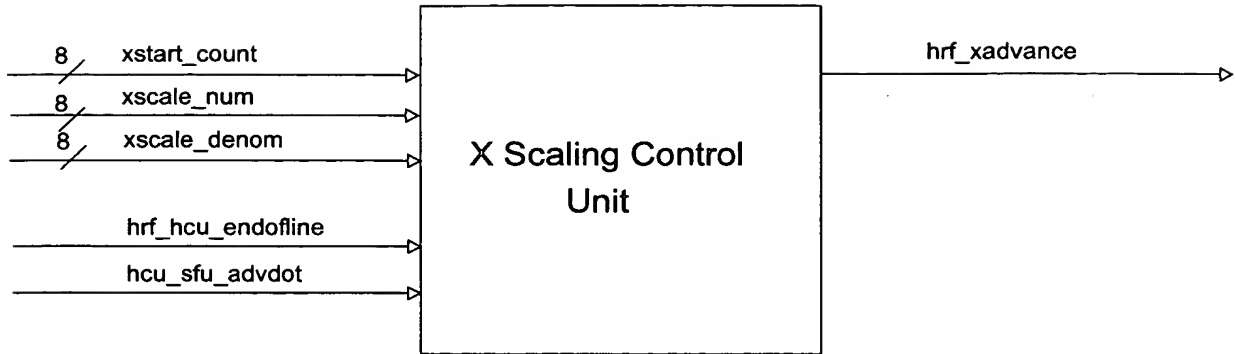 8 xstart_count
hrf_xadvance
8 xscale_num
8 xscale_denom
X Scaling Control
Unit
hrf_hcu_endofline
hcu_sfu_advdot